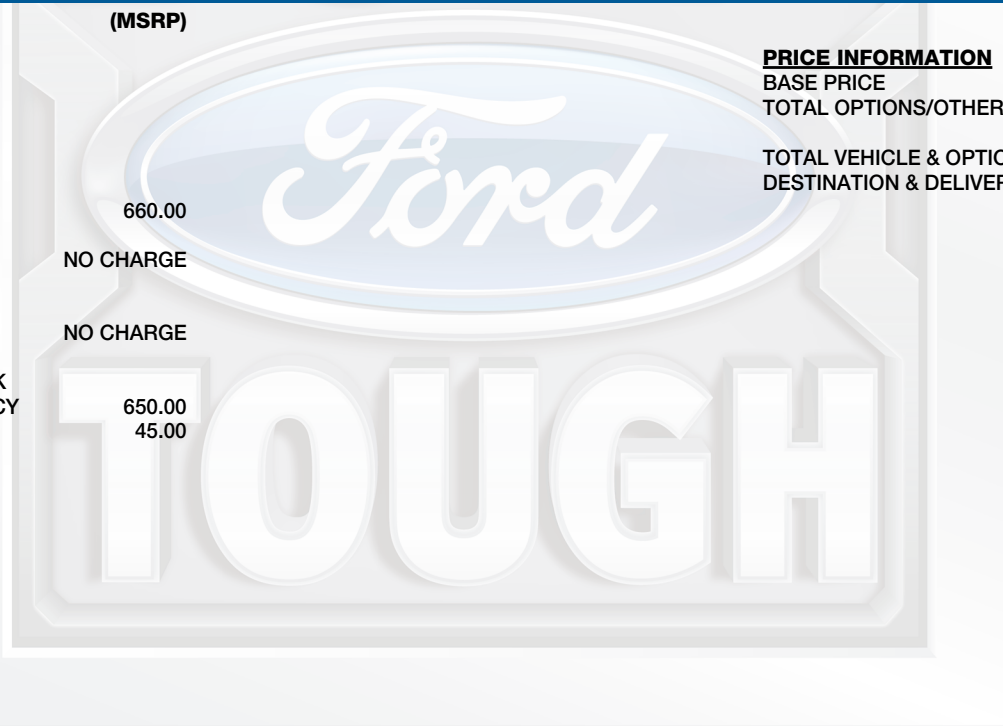 (MSRP)
660.00
NO CHARGE
NO CHARGE
K
CY 650.00
45.00
PRICE INFORMATION
BASE PRICE
TOTAL OPTIONS/OTHER
TOTAL VEHICLE & OPTIO
DESTINATION & DELIVER
Ford
TOUGH